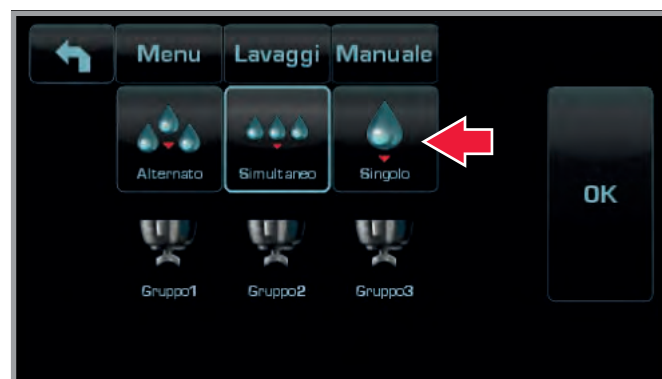 Menu Lavaggi Manuale
Alternato Simultaneo Singolo
OK
Gruppo1 Gruppo2 Gruppo3